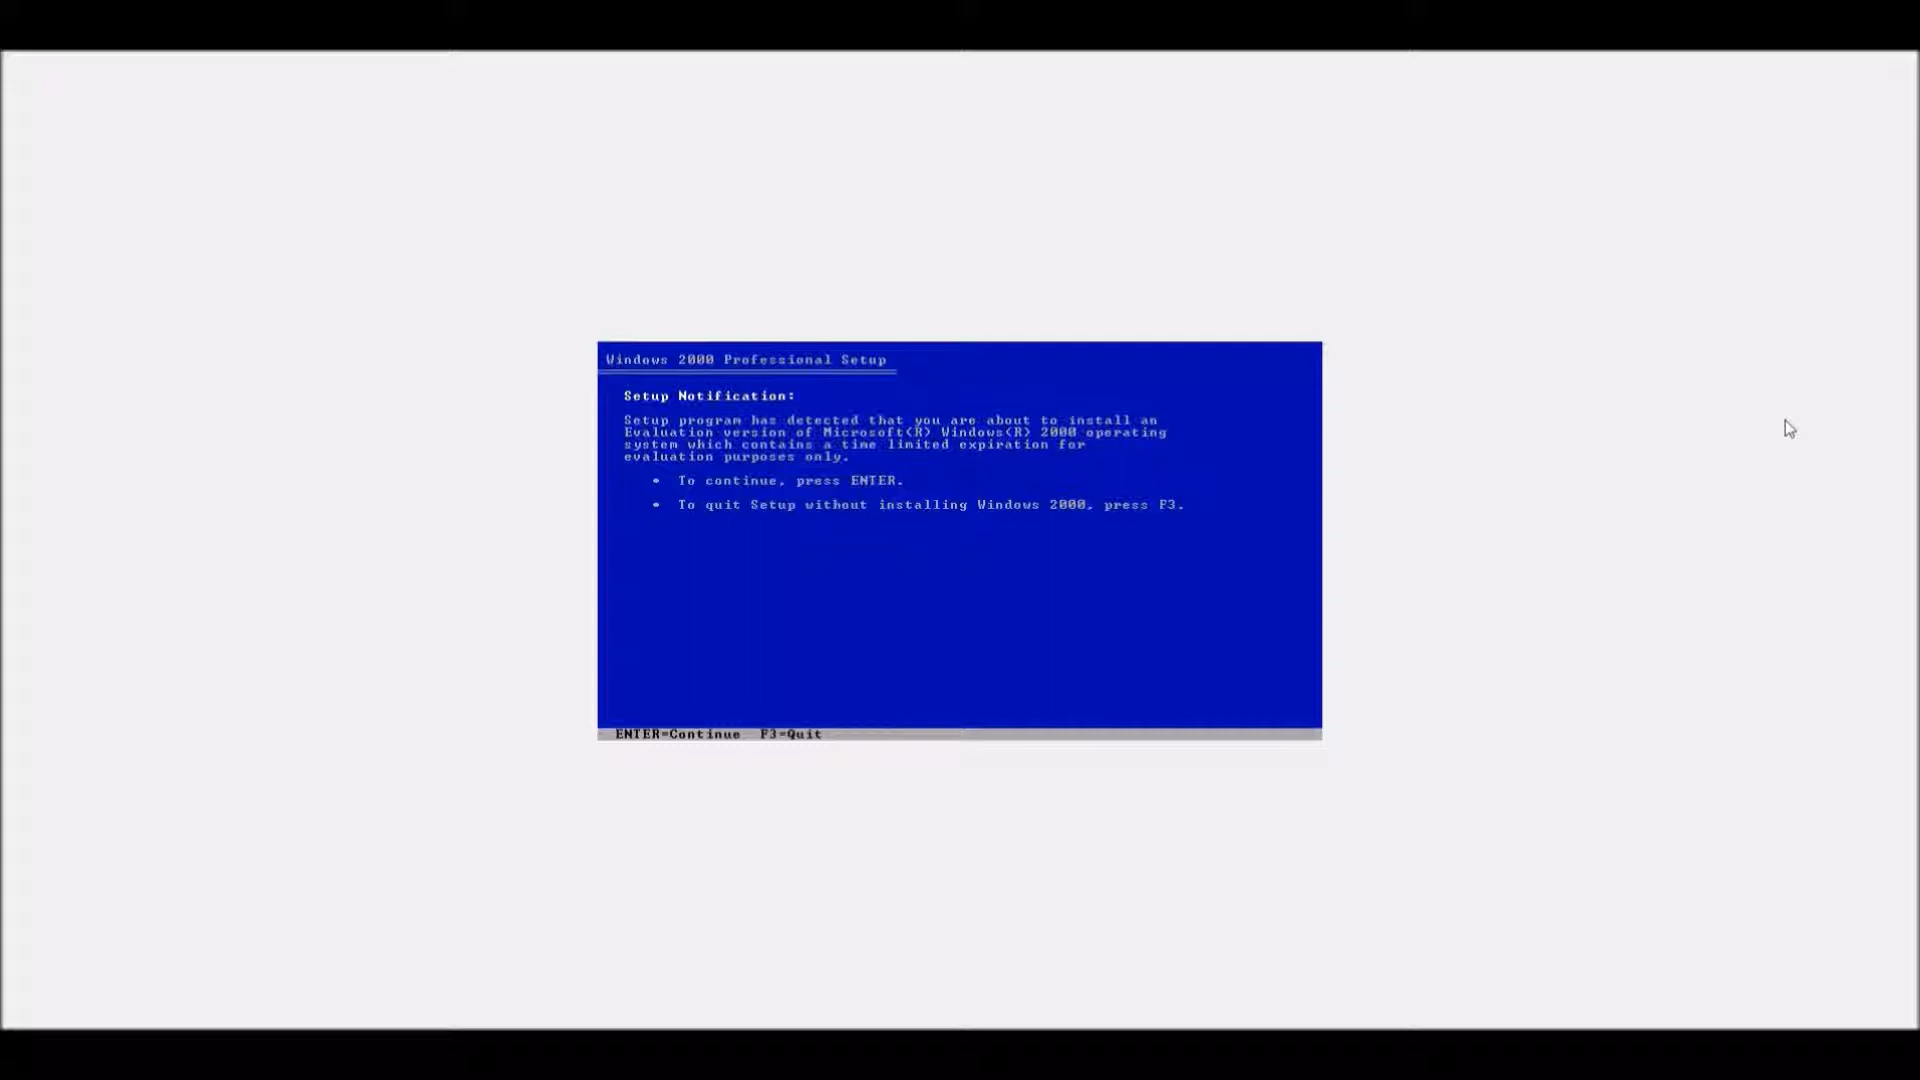 Windows 2000 Professional Setup
Setup Notification:
Setup program has detected that you are about to install an
Evaluation version of Microsoft(R) Windows(R) 2000 operating
system which contains a time limited expiration for
evaluation purposes only.
• To continue, press ENTER.
• To quit Setup without installing Windows 2000, press F3.
ENTER=Continue F3=Quit